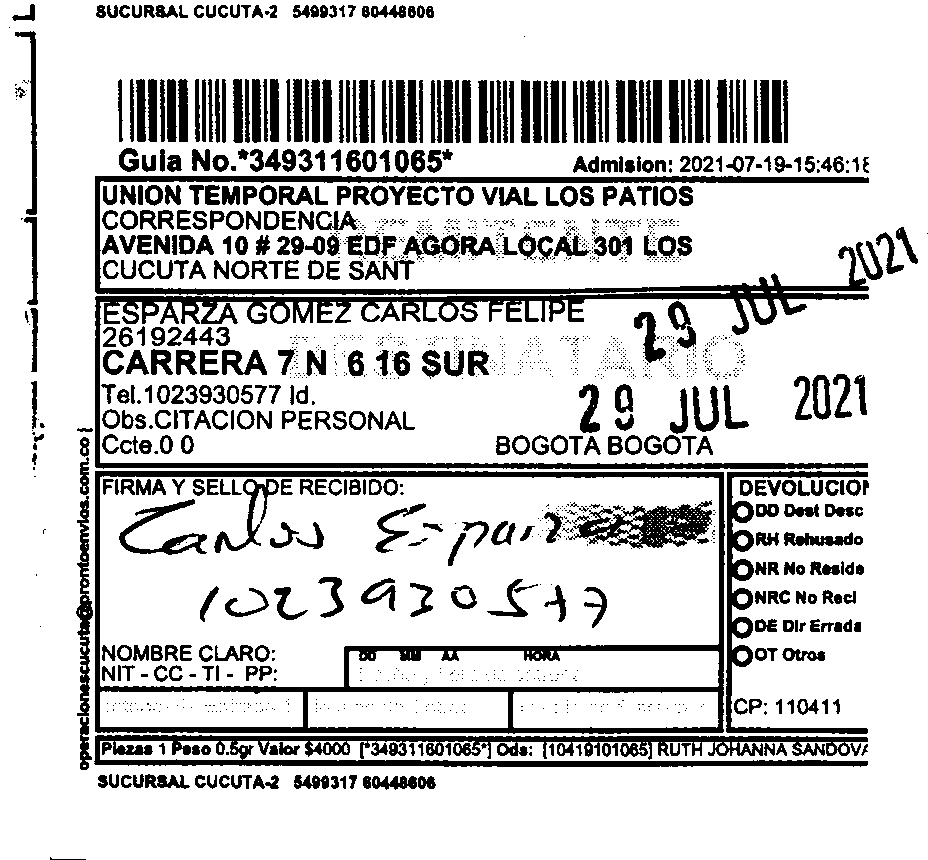 SUCURSAL CUCUTA-2 5499317 60448606
Guia No.*349311601065*
Admision: 2021-07-19-15:46:18
UNION TEMPORAL PROYECTO VIAL LOS PATIOS
CORRESPONDENCIA
AVENIDA 10 # 29-09 EDF AGORA LOCAL 301 LOS
CUCUTA NORTE DE SANT
29 JUL 2021
ESPARZA GOMEZ CARLOS FELIPE
26192443
DESTINATARIO
CARRERA 7 N 6 16 SUR
Tel.1023930577 Id.
29 JUL 2021
Obs.CITACION PERSONAL
Ccte.0 0
BOGOTA BOGOTA
operacionescucuta@prontoenvios.com.co
FIRMA Y SELLO DE RECIBIDO:
Carlos Esparza
1023930577
NOMBRE CLARO:
NIT - CC - TI - PP:
DD MM AA HORA
DEVOLUCION
DD Dest Desc
RH Rehusado
NR No Reside
NRC No Recl
DE Dir Errada
OT Otros
CP: 110411
Piezas 1 Peso 0.5gr Valor $4000 [*349311601065*] Ods: [10419101065] RUTH JOHANNA SANDOVA
SUCURSAL CUCUTA-2 5499317 60448606